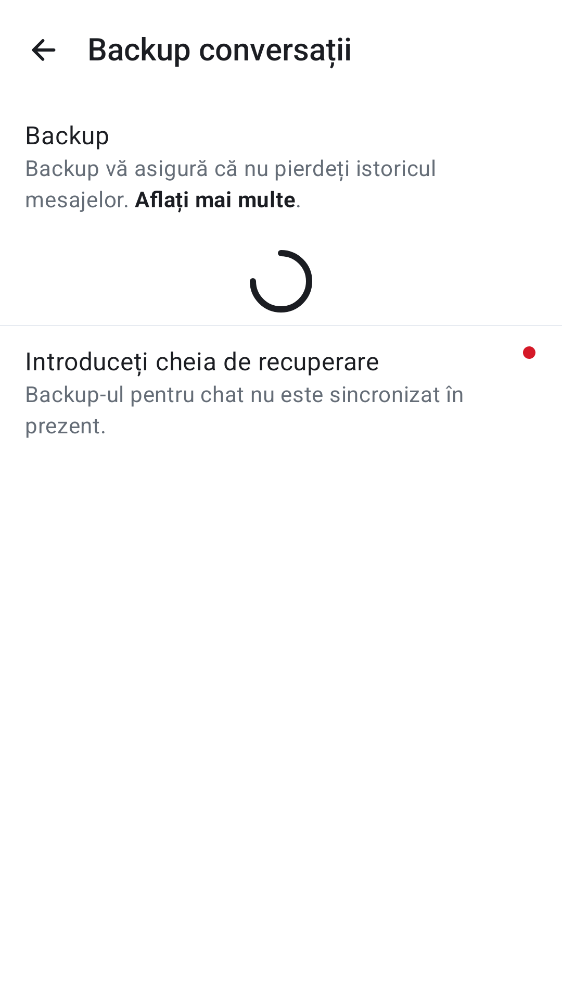 Backup conversații
Backup
Backup vă asigură că nu pierdeți istoricul
mesajelor. Aflați mai multe.
Introduceți cheia de recuperare
Backup-ul pentru chat nu este sincronizat în
prezent.